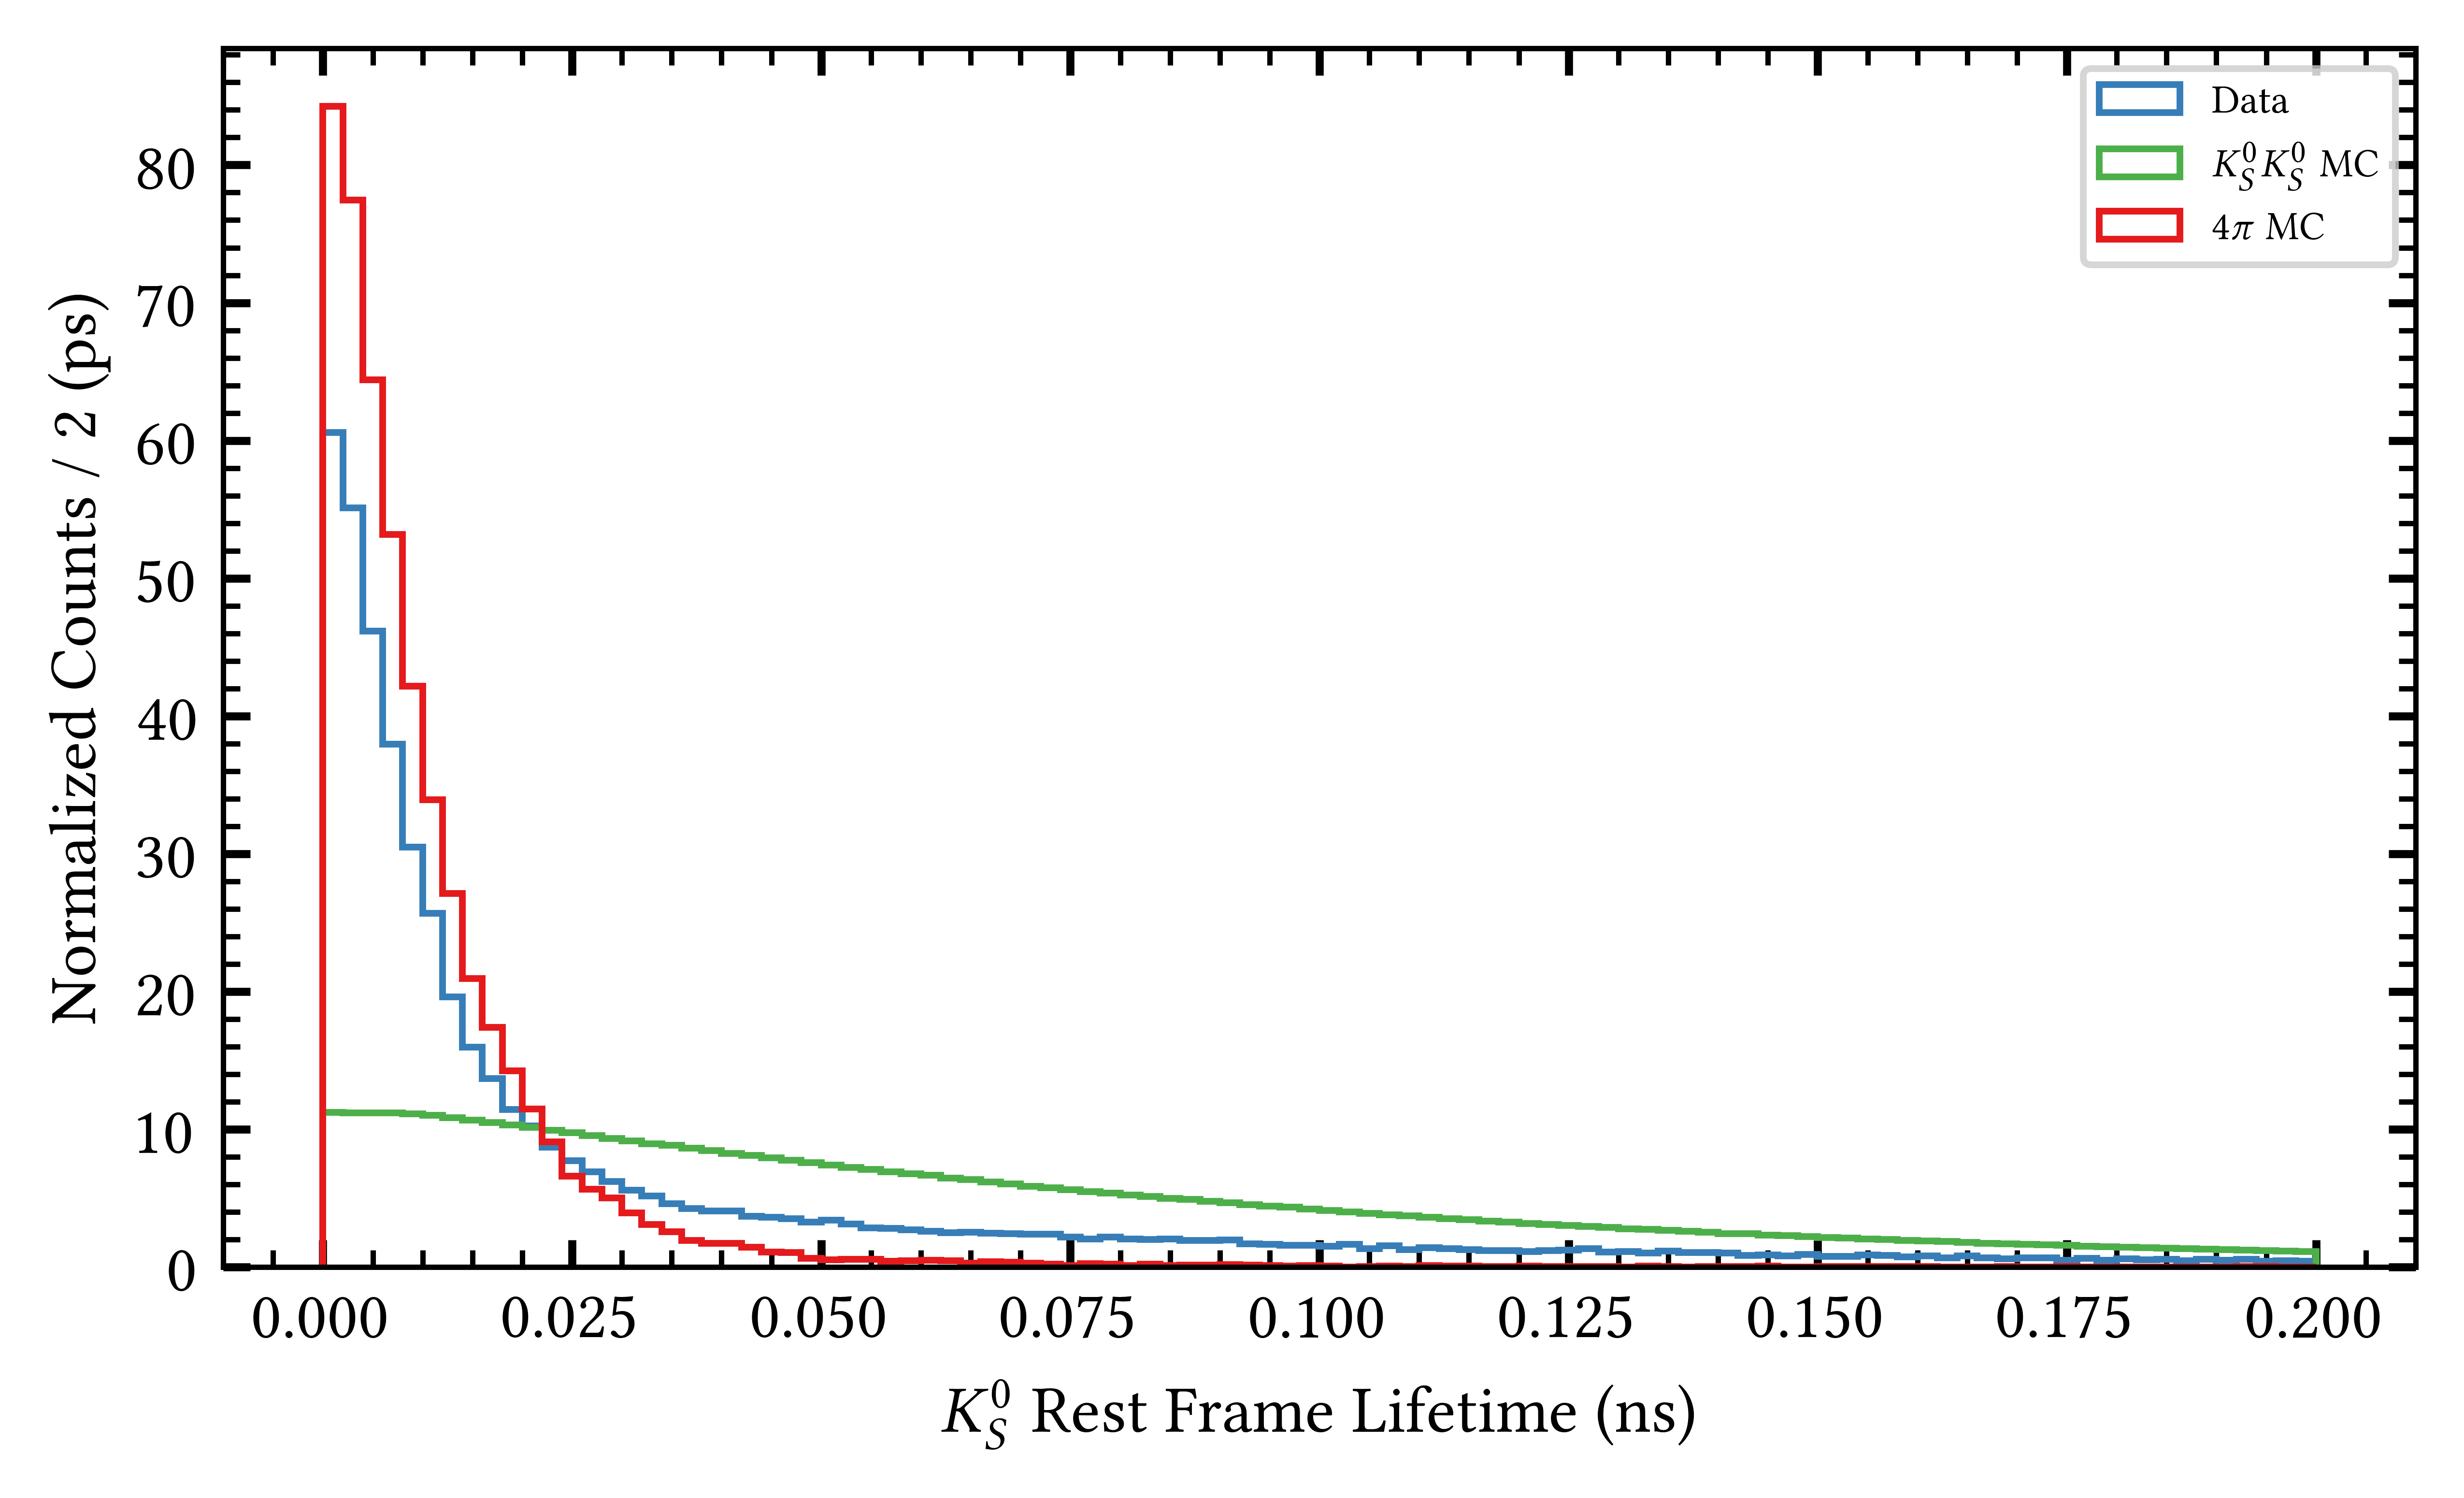 Data
K_S^0 K_S^0 MC
4π MC
Normalized Counts / 2 (ps)
80
70
60
50
40
30
20
10
0
0.000 0.025 0.050 0.075 0.100 0.125 0.150 0.175 0.200
K_S^0 Rest Frame Lifetime (ns)